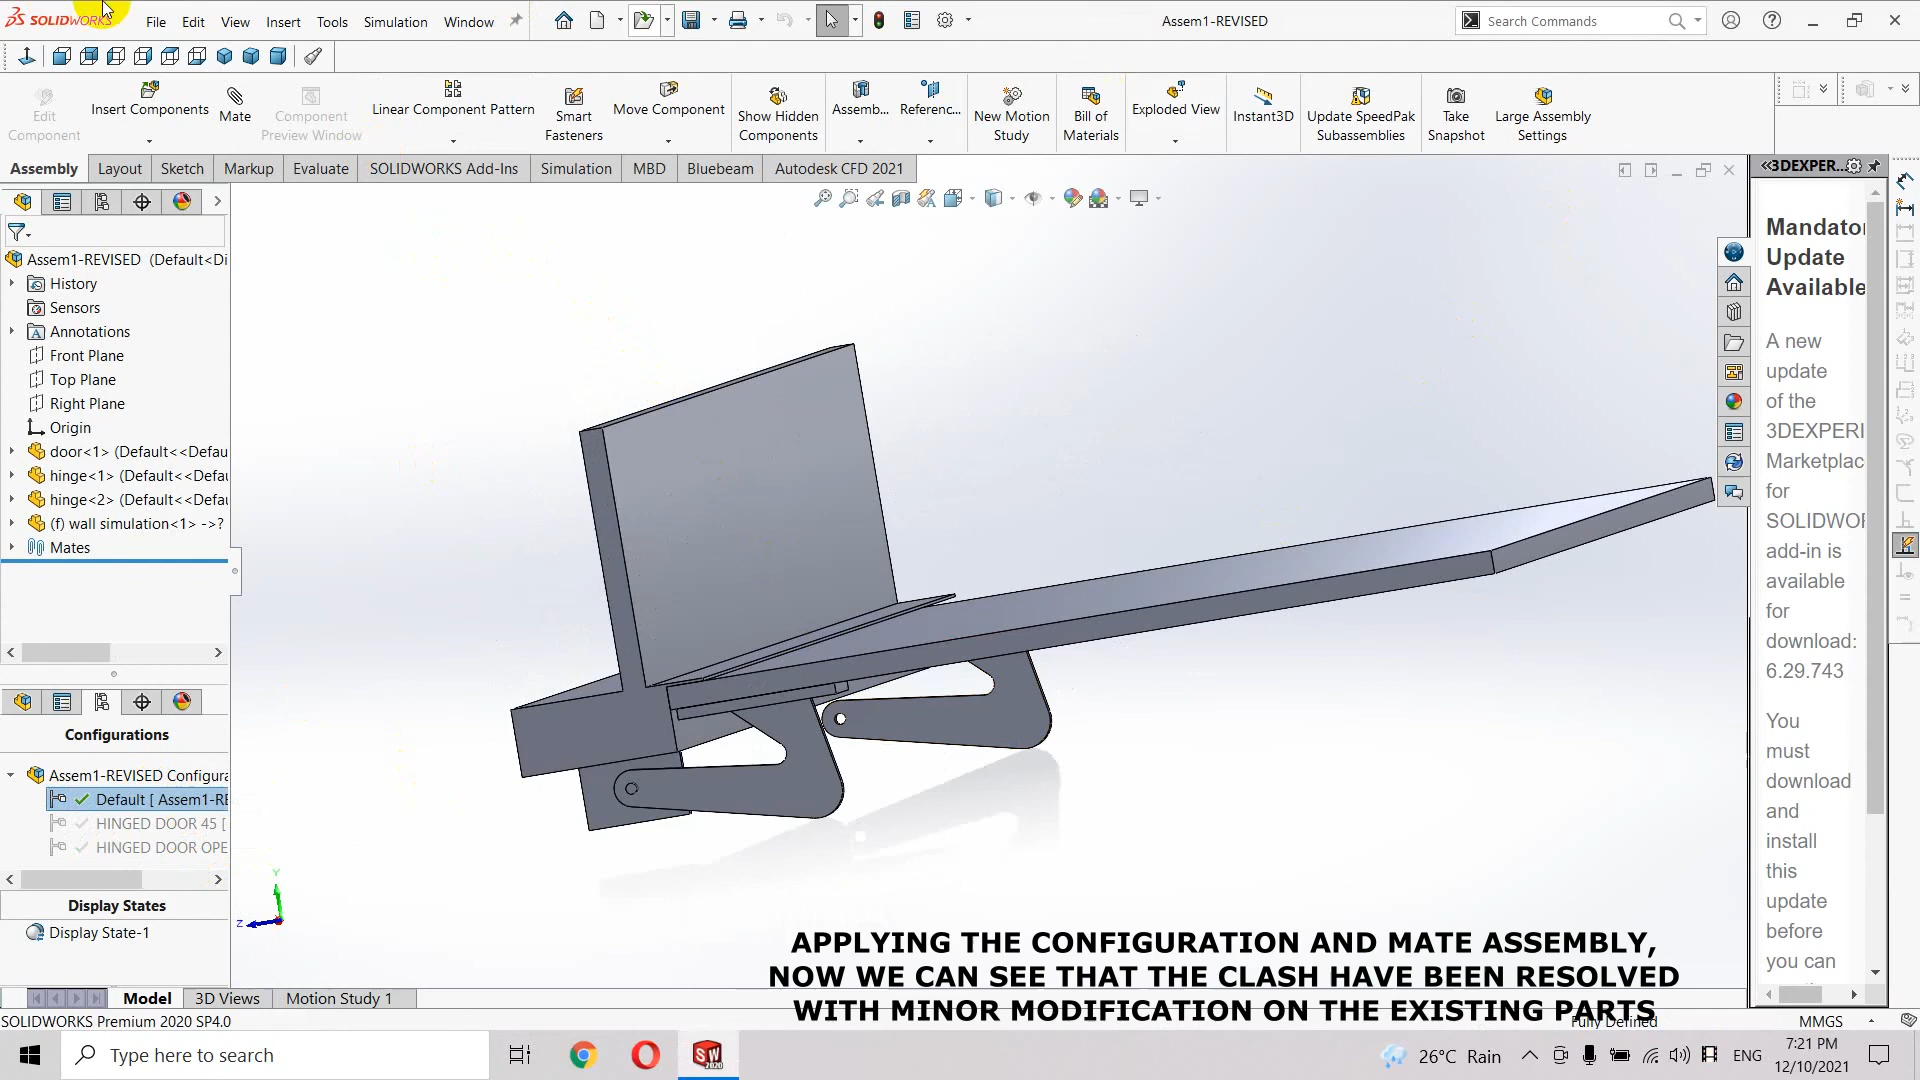 SOLIDWORKS
File Edit View Insert Tools Simulation Window
Assem1-REVISED
Search Commands
Edit Component
Insert Components
Mate
Component Preview Window
Linear Component Pattern
Smart Fasteners
Move Component
Show Hidden Components
Assemb...
Referenc...
New Motion Study
Bill of Materials
Exploded View
Instant3D
Update SpeedPak Subassemblies
Take Snapshot
Large Assembly Settings
Assembly Layout Sketch Markup Evaluate SOLIDWORKS Add-Ins Simulation MBD Bluebeam Autodesk CFD 2021
Assem1-REVISED (Default<Di
History
Sensors
Annotations
Front Plane
Top Plane
Right Plane
Origin
door<1> (Default<<Defau
hinge<1> (Default<<Defau
hinge<2> (Default<<Defau
(f) wall simulation<1> ->?
Mates
Configurations
Assem1-REVISED Configura
Default [ Assem1-RE
HINGED DOOR 45 [
HINGED DOOR OPE
Display States
Display State-1
Y
Z
3DEXPER...
Mandator
Update
Available
A new
update
of the
3DEXPERI
Marketplac
for
SOLIDWOR
add-in is
available
for
download:
6.29.743
You
must
download
and
install
this
update
before
you can
APPLYING THE CONFIGURATION AND MATE ASSEMBLY,
NOW WE CAN SEE THAT THE CLASH HAVE BEEN RESOLVED
WITH MINOR MODIFICATION ON THE EXISTING PARTS
Model 3D Views Motion Study 1
SOLIDWORKS Premium 2020 SP4.0
Fully Defined
MMGS
Type here to search
SW
2020
26°C Rain
ENG
7:21 PM
12/10/2021